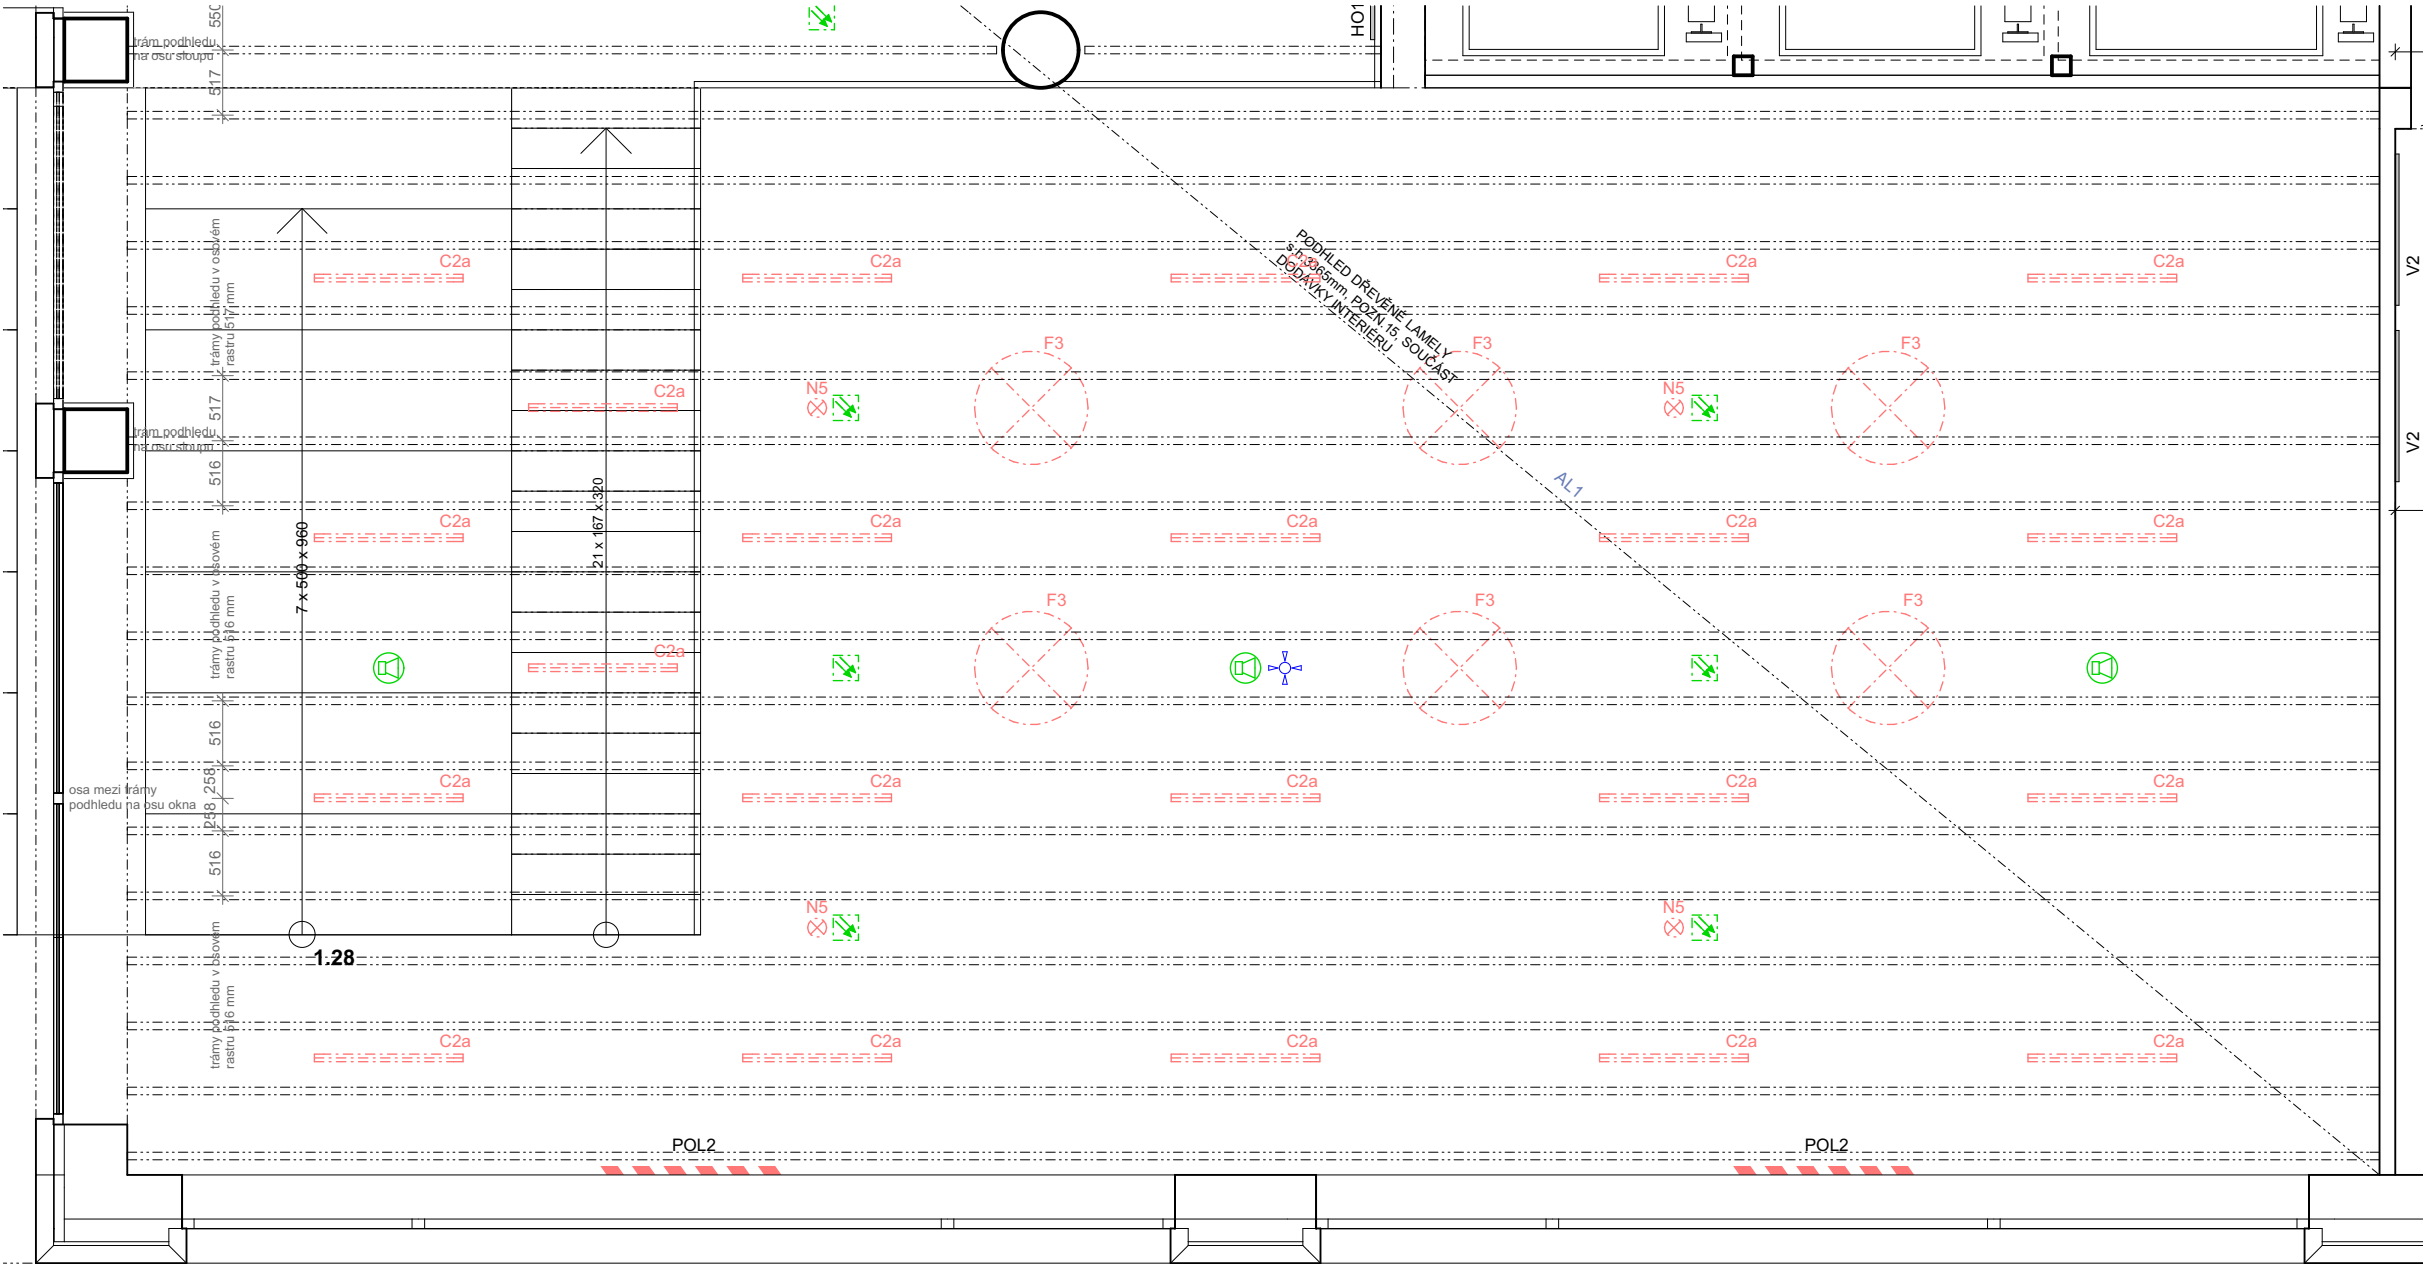 550
HO1
trám podhledu
na osu sloupu
517
trámy podhledu v osovém
rastru 517 mm
C2a
C2a
C2a
C2a
C2a
PODHLED DŘEVĚNÉ LAMELY
s.h.3365mm, POZN.15, SOUČÁST
DODÁVKY INTERIÉRU
V2
F3
F3
F3
C2a
N5
N5
517
trám podhledu
na osu sloupu
V2
516
AL1
21 x 167 x 320
7 x 500 x 960
C2a
C2a
C2a
C2a
C2a
trámy podhledu v osovém
rastru 516 mm
F3
F3
F3
C2a
516
258
258
osa mezi trámy
podhledu na osu okna
C2a
C2a
C2a
C2a
C2a
516
N5
N5
1.28
trámy podhledu v osovém
rastru 516 mm
C2a
C2a
C2a
C2a
C2a
POL2
POL2